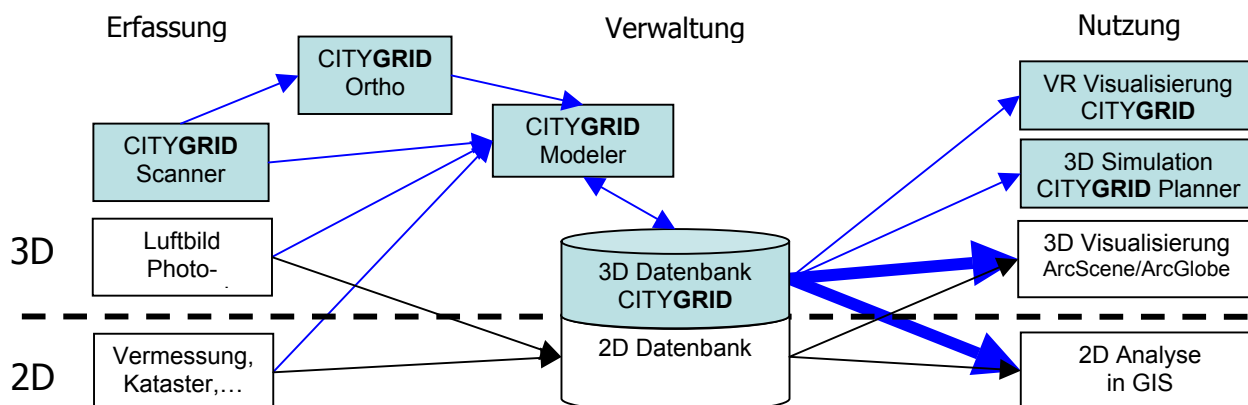 Erfassung
Verwaltung
Nutzung
CITYGRID
Ortho
CITYGRID
Scanner
CITYGRID
Modeler
VR Visualisierung
CITYGRID
3D Simulation
CITYGRID Planner
3D
Luftbild
Photo-
3D Datenbank
CITYGRID
3D Visualisierung
ArcScene/ArcGlobe
2D
Vermessung,
Kataster,…
2D Datenbank
2D Analyse
in GIS